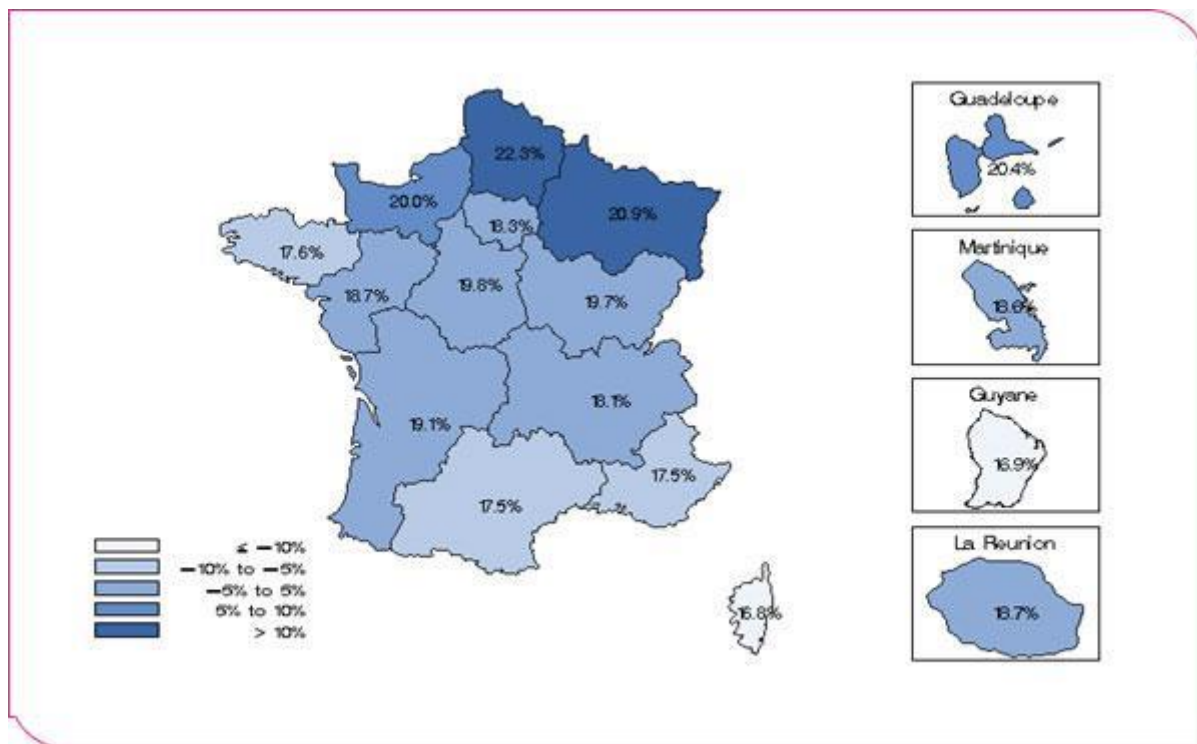 22.3%
20.0%
20.9%
18.3%
17.6%
19.8%
18.7%
19.7%
18.1%
19.1%
17.5%
17.5%
16.8%
≤ −10%
−10% to −5%
−5% to 5%
5% to 10%
> 10%
Guadeloupe
20.4%
Martinique
18.6%
Guyane
16.9%
La Reunion
18.7%